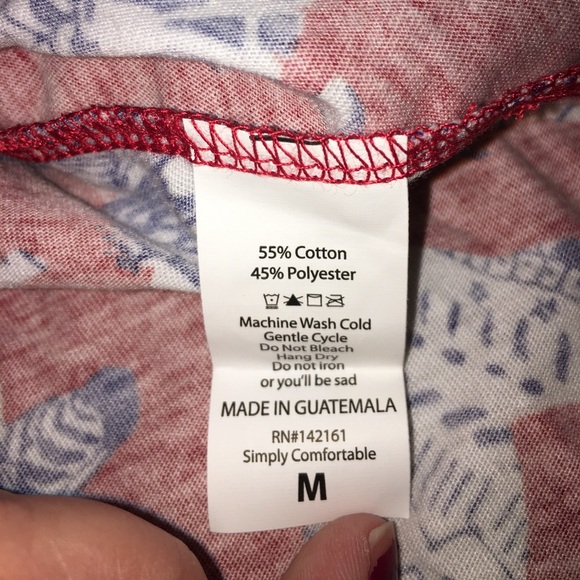 55% Cotton
45% Polyester
Machine Wash Cold
Gentle Cycle
Do Not Bleach
Hang Dry
Do not iron
or you'll be sad
MADE IN GUATEMALA
RN#142161
Simply Comfortable
M